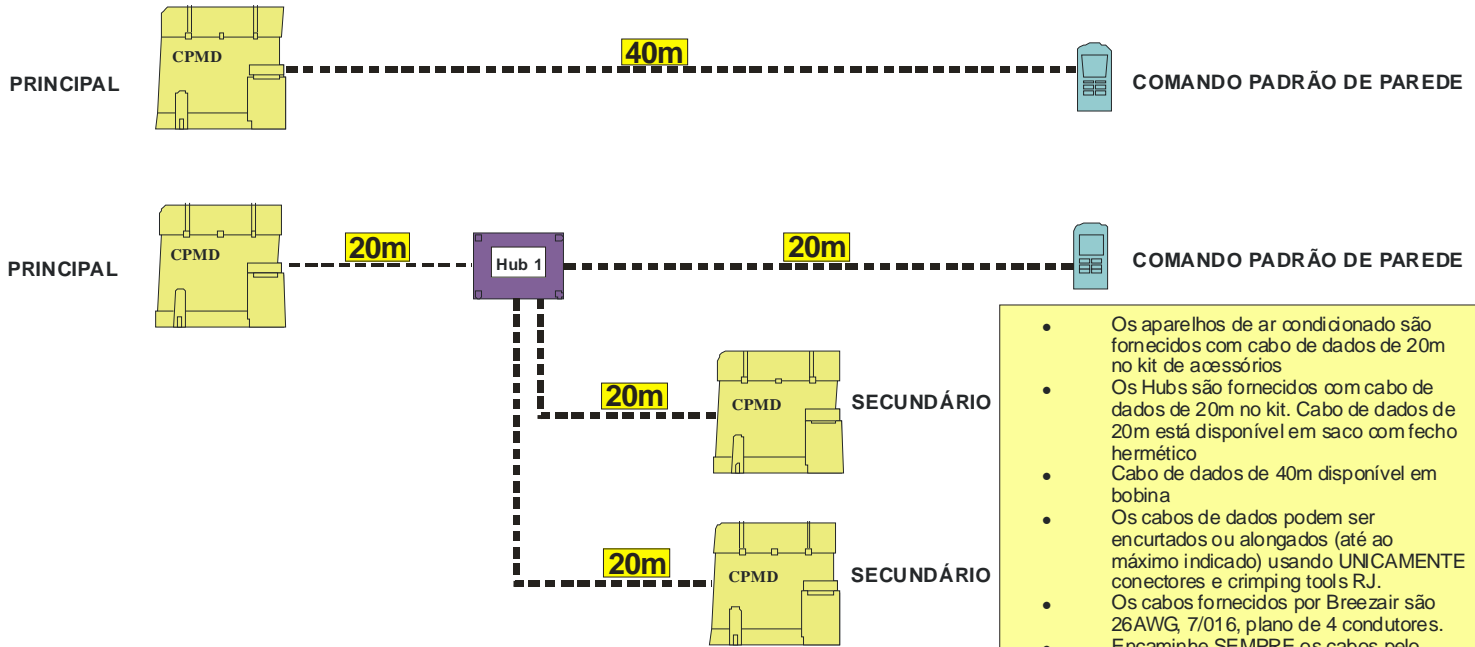 CPMD
40m
PRINCIPAL
COMANDO PADRÃO DE PAREDE
CPMD
20m
Hub 1
20m
PRINCIPAL
COMANDO PADRÃO DE PAREDE
20m
CPMD
SECUNDÁRIO
20m
CPMD
SECUNDÁRIO
• Os aparelhos de ar condicionado são
fornecidos com cabo de dados de 20m
no kit de acessórios
• Os Hubs são fornecidos com cabo de
dados de 20m no kit. Cabo de dados de
20m está disponível em saco com fecho
hermético
• Cabo de dados de 40m disponível em
bobina
• Os cabos de dados podem ser
encurtados ou alongados (até ao
máximo indicado) usando UNICAMENTE
conectores e crimping tools RJ.
• Os cabos fornecidos por Breezair são
26AWG, 7/016, plano de 4 condutores.
• Encaminhe SEMPRE os cabos pelo